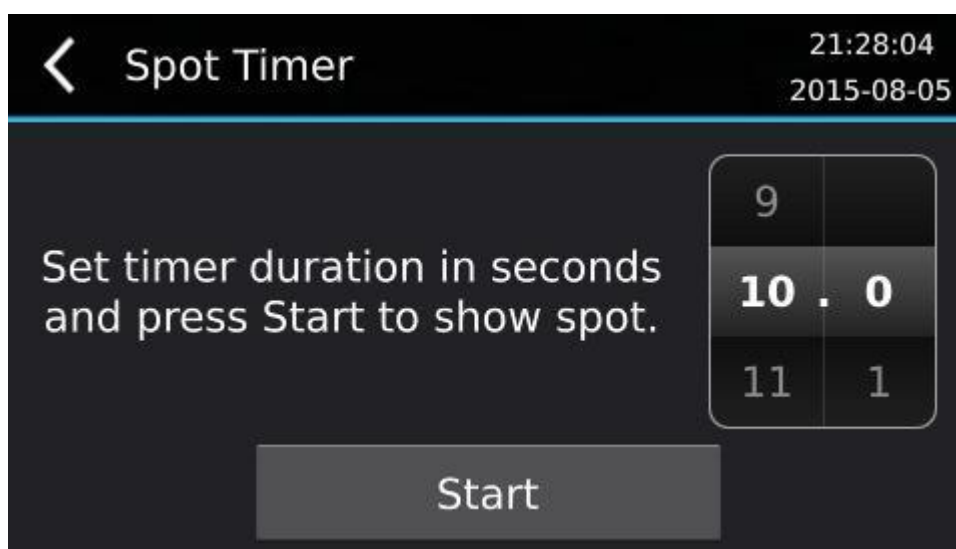 Spot Timer
21:28:04
2015-08-05
Set timer duration in seconds
and press Start to show spot.
9
10 . 0
11 1
Start